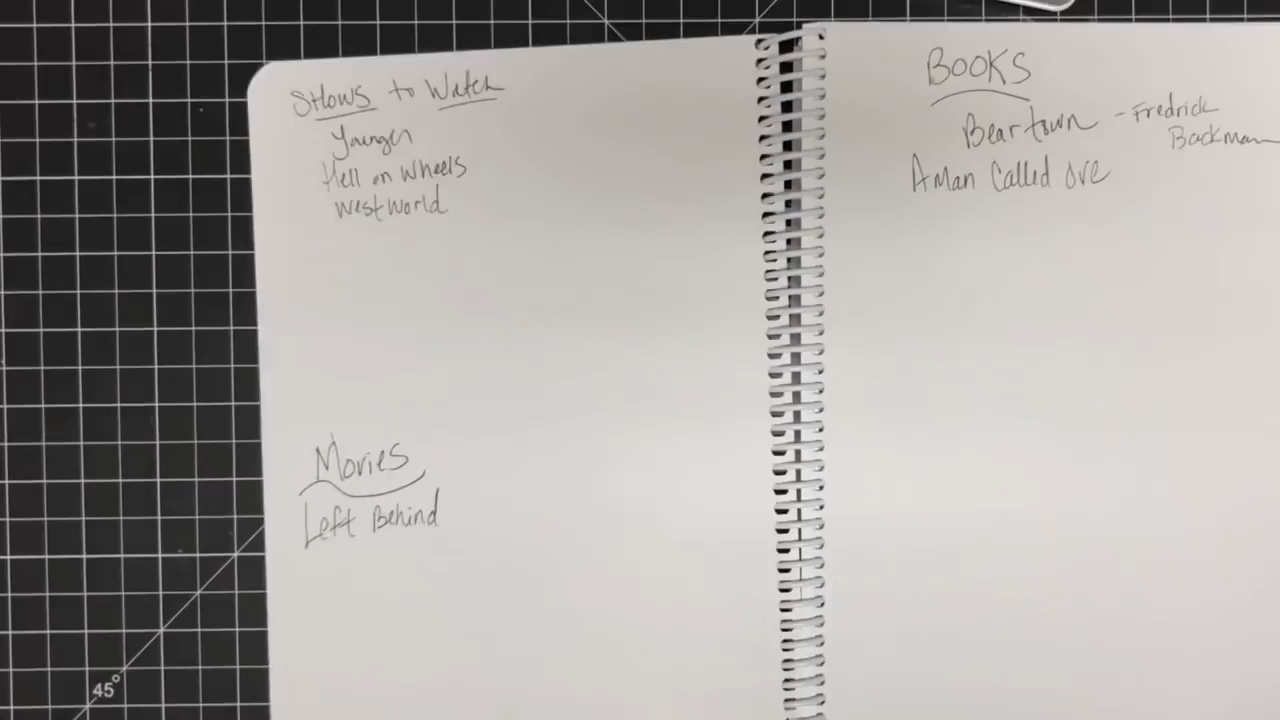 SHOWS to Watch
Younger
Hell on Wheels
Westworld
Movies
Left Behind
BOOKS
Beartown - Fredrick
Backman
A Man Called Ove
45°